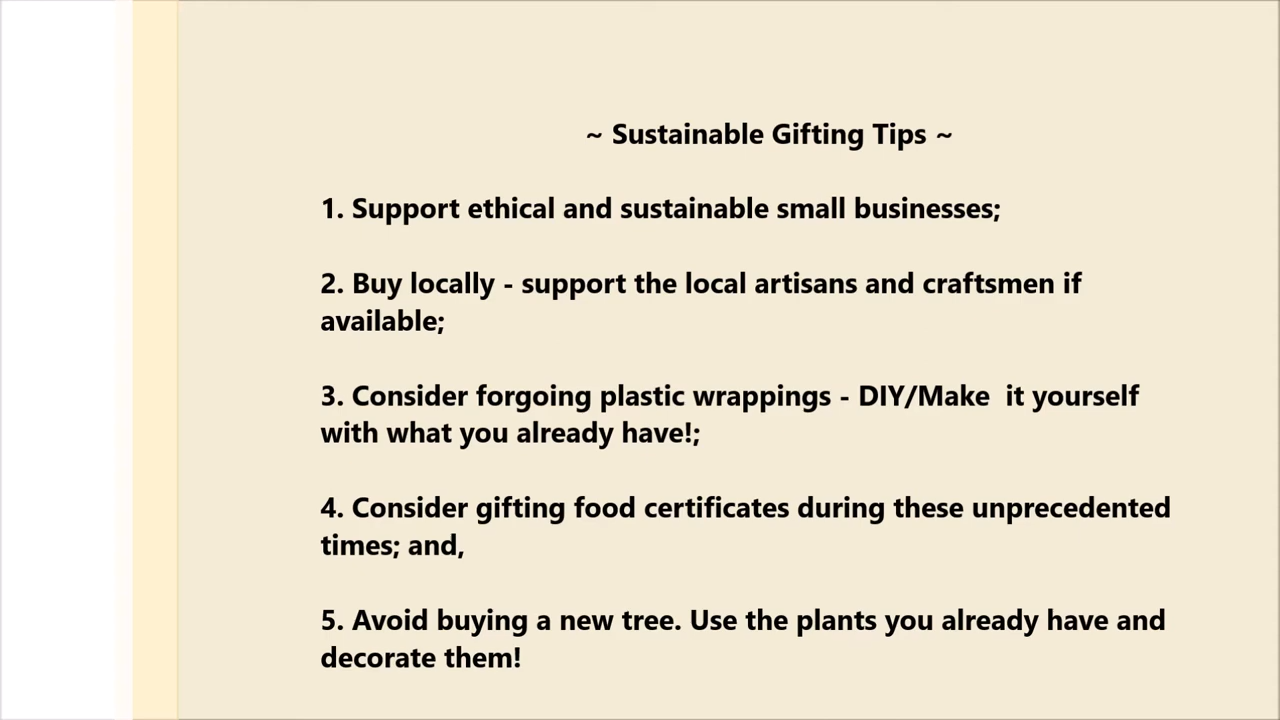 ~ Sustainable Gifting Tips ~
1. Support ethical and sustainable small businesses;
2. Buy locally - support the local artisans and craftsmen if
available;
3. Consider forgoing plastic wrappings - DIY/Make  it yourself
with what you already have!;
4. Consider gifting food certificates during these unprecedented
times; and,
5. Avoid buying a new tree. Use the plants you already have and
decorate them!